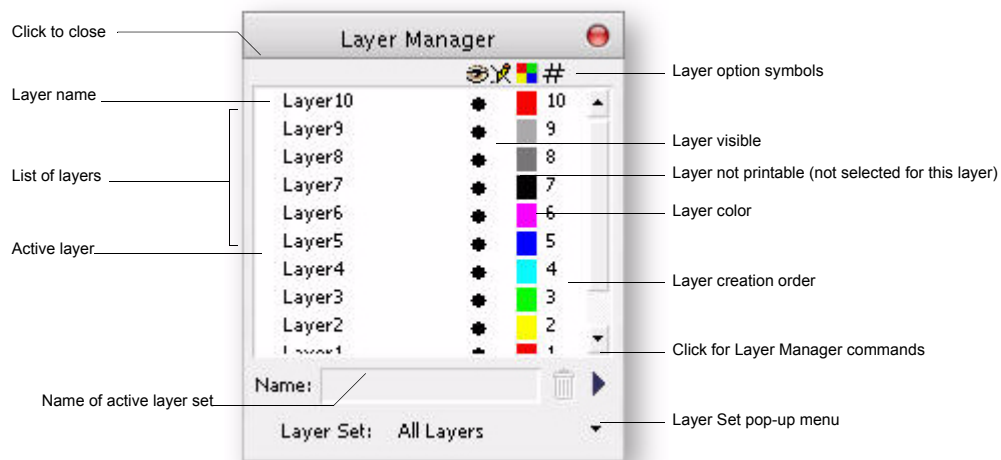 Click to close
Layer Manager
#
Layer option symbols
Layer name
Layer10 10
Layer9 9
Layer visible
Layer8 8
List of layers
Layer7 7
Layer not printable (not selected for this layer)
Layer6 6
Layer color
Active layer
Layer5 5
Layer4 4
Layer creation order
Layer3 3
Layer2 2
Layer1 1
Click for Layer Manager commands
Name:
Name of active layer set
Layer Set: All Layers
Layer Set pop-up menu